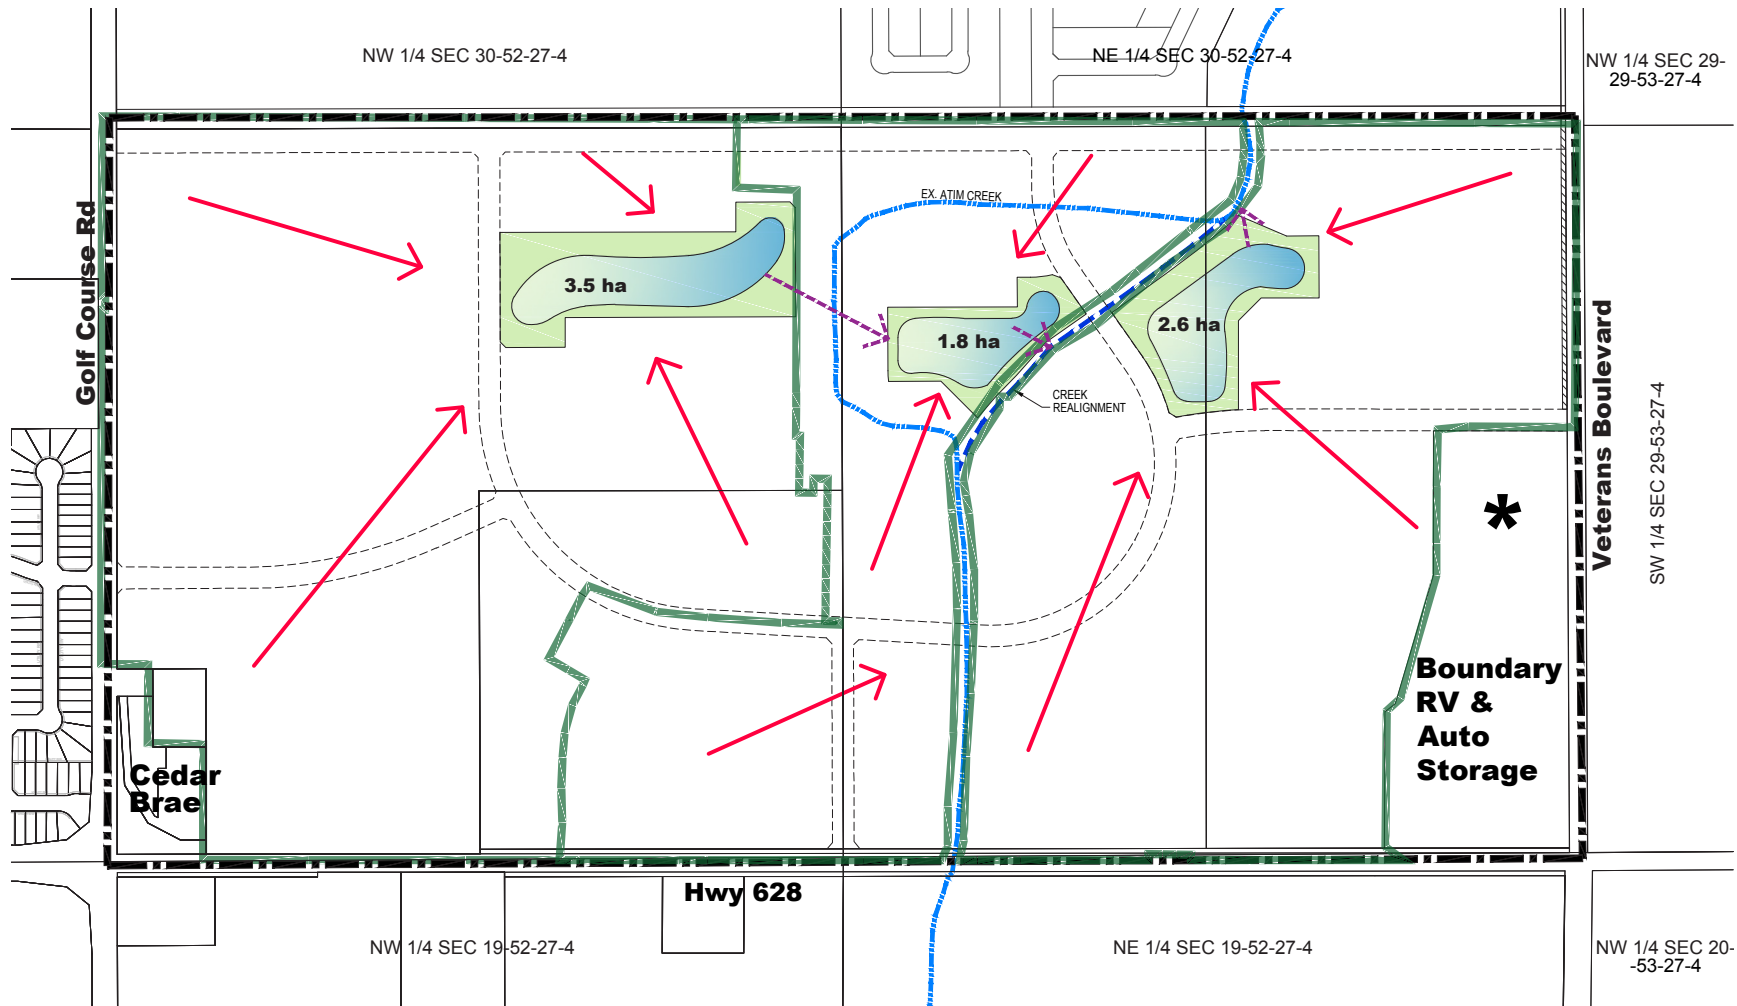 NW 1/4 SEC 30-52-27-4
NE 1/4 SEC 30-52-27-4
NW 1/4 SEC 29-
29-53-27-4
EX. ATIM CREEK
Golf Course Rd
3.5 ha
1.8 ha
2.6 ha
CREEK
REALIGNMENT
Veterans Boulevard
SW 1/4 SEC 29-53-27-4
*
Boundary
RV &
Auto
Storage
Cedar
Brae
Hwy 628
NW 1/4 SEC 19-52-27-4
NE 1/4 SEC 19-52-27-4
NW 1/4 SEC 20-
-53-27-4